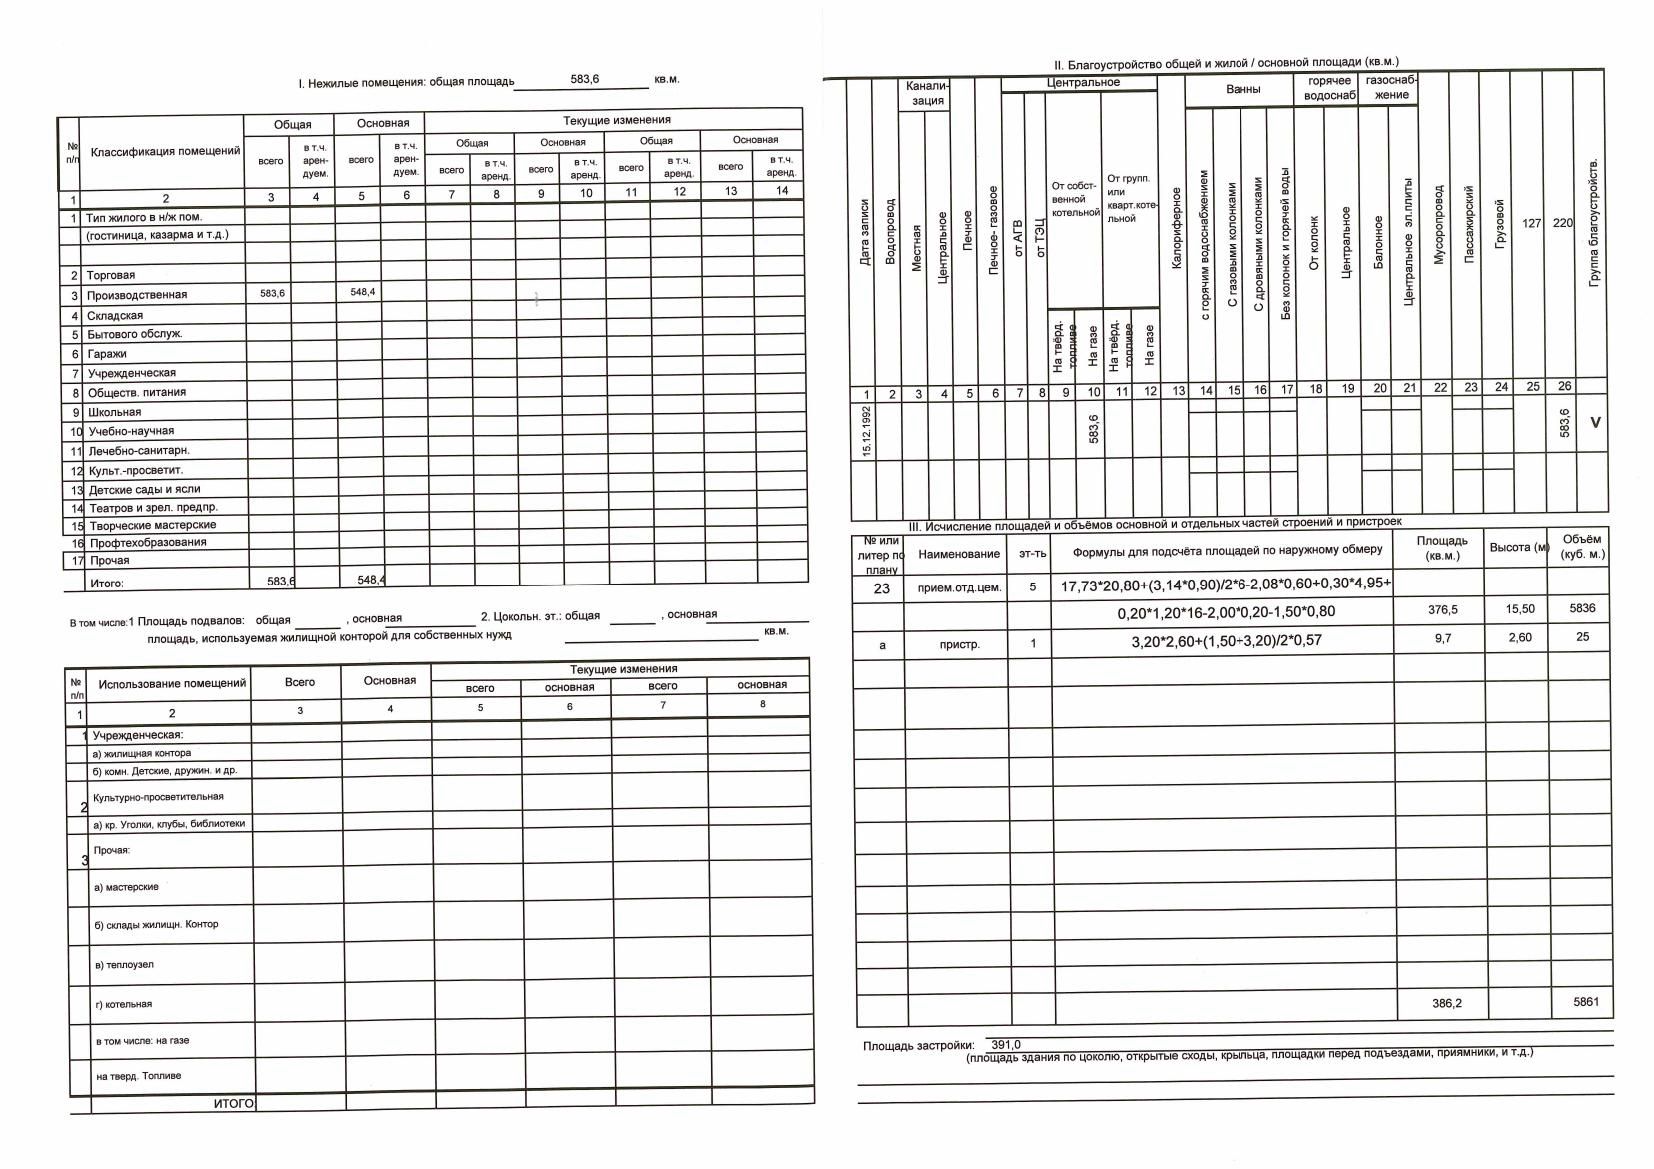 I. Нежилые помещения: общая площадь 583,6 кв.м.
№ п/п Классификация помещений Общая Основная Текущие изменения
Общая Основная Общая Основная
всего в т.ч. арен-дуем. всего в т.ч. арен-дуем. всего в т.ч. аренд. всего в т.ч. аренд. всего в т.ч. аренд. всего в т.ч. аренд.
1 2 3 4 5 6 7 8 9 10 11 12 13 14
1 Тип жилого в н/ж пом.
(гостиница, казарма и т.д.)
2 Торговая
3 Производственная 583,6 548,4
4 Складская
5 Бытового обслуж.
6 Гаражи
7 Учрежденческая
8 Обществ. питания
9 Школьная
10 Учебно-научная
11 Лечебно-санитарн.
12 Культ.-просветит.
13 Детские сады и ясли
14 Театров и зрел. предпр.
15 Творческие мастерские
16 Профтехобразования
17 Прочая
Итого: 583,6 548,4
В том числе:1 Площадь подвалов: общая , основная 2. Цокольн. эт.: общая , основная
площадь, используемая жилищной конторой для собственных нужд кв.м.
№ п/п Использование помещений Всего Основная Текущие изменения
всего основная всего основная
1 2 3 4 5 6 7 8
1 Учрежденческая:
а) жилищная контора
б) комн. Детские, дружин. и др.
2 Культурно-просветительная
а) кр. Уголки, клубы, библиотеки
3 Прочая:
а) мастерские
б) склады жилищн. Контор
в) теплоузел
г) котельная
в том числе: на газе
на тверд. Топливе
ИТОГО
II. Благоустройство общей и жилой / основной площади (кв.м.)
Канали-зация Центральное Ванны горячее водоснаб газоснаб-жение
Дата записи
Водопровод
Местная
Центральное
Печное
Печное- газовое
от АГВ
от ТЭЦ
От собст-венной котельной
На твёрд. топливе
На газе
От групп. или кварт.коте-льной
На твёрд. топливе
На газе
Калориферное
с горячим водоснабжением
С газовыми колонками
С дровяными колонками
Без колонок и горячей воды
От колонк
Центральное
Балонное
Центральное эл.плиты
Мусоропровод
Пассажирский
Грузовой
127
220
Группа благоустройств.
1 2 3 4 5 6 7 8 9 10 11 12 13 14 15 16 17 18 19 20 21 22 23 24 25 26
15.12.1992 583,6 583,6 V
III. Исчисление площадей и объёмов основной и отдельных частей строений и пристроек
№ или литер по плану Наименование эт-ть Формулы для подсчёта площадей по наружному обмеру Площадь (кв.м.) Высота (м) Объём (куб. м.)
23 прием.отд.цем. 5 17,73*20,80+(3,14*0,90)/2*6-2,08*0,60+0,30*4,95+
0,20*1,20*16-2,00*0,20-1,50*0,80 376,5 15,50 5836
а пристр. 1 3,20*2,60+(1,50+3,20)/2*0,57 9,7 2,60 25
386,2 5861
Площадь застройки: 391,0
(площадь здания по цоколю, открытые сходы, крыльца, площадки перед подъездами, приямники, и т.д.)